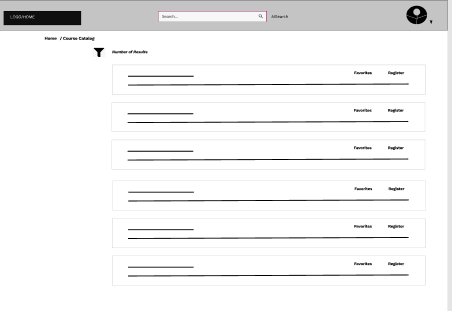 LOGO/HOME
Search...
AiSearch
Home / Course Catalog
Number of Results
Favorites Register
Favorites Register
Favorites Register
Favorites Register
Favorites Register
Favorites Register